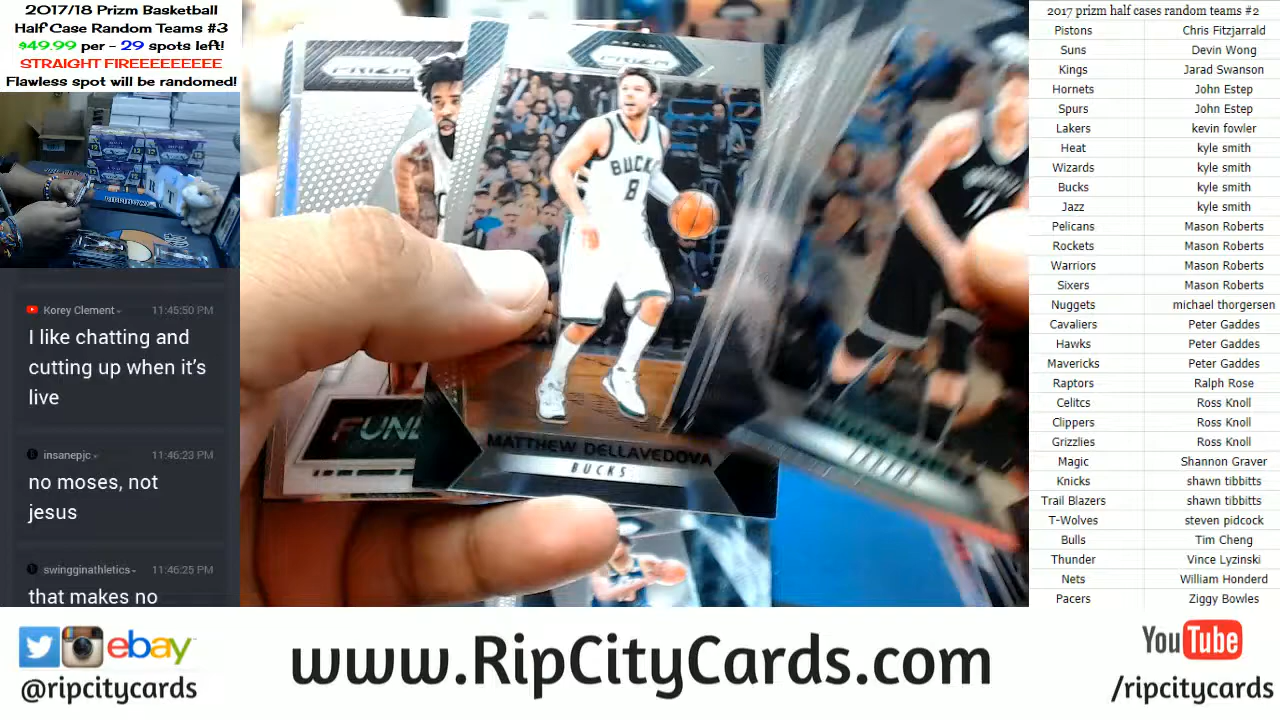 2017/18 Prizm Basketball
Half Case Random Teams #3
$49.99 per - 29 spots left!
STRAIGHT FIREEEEEEEEE
Flawless spot will be randomed!
Korey Clement 11:45:50 PM
I like chatting and
cutting up when it's
live
insanepjc 11:46:23 PM
no moses, not
jesus
swingginathletics 11:46:25 PM
that makes no
PRIZM
FUND
PANINI
PRIZM
BUCKS
8
MATTHEW DELLAVEDOVA
BUCKS
2017 prizm half cases random teams #2
Pistons Chris Fitzjarrald
Suns Devin Wong
Kings Jarad Swanson
Hornets John Estep
Spurs John Estep
Lakers kevin fowler
Heat kyle smith
Wizards kyle smith
Bucks kyle smith
Jazz kyle smith
Pelicans Mason Roberts
Rockets Mason Roberts
Warriors Mason Roberts
Sixers Mason Roberts
Nuggets michael thorgersen
Cavaliers Peter Gaddes
Hawks Peter Gaddes
Mavericks Peter Gaddes
Raptors Ralph Rose
Celitcs Ross Knoll
Clippers Ross Knoll
Grizzlies Ross Knoll
Magic Shannon Graver
Knicks shawn tibbitts
Trail Blazers shawn tibbitts
T-Wolves steven pidcock
Bulls Tim Cheng
Thunder Vince Lyzinski
Nets William Honderd
Pacers Ziggy Bowles
ebay
@ripcitycards
www.RipCityCards.com
YouTube
/ripcitycards